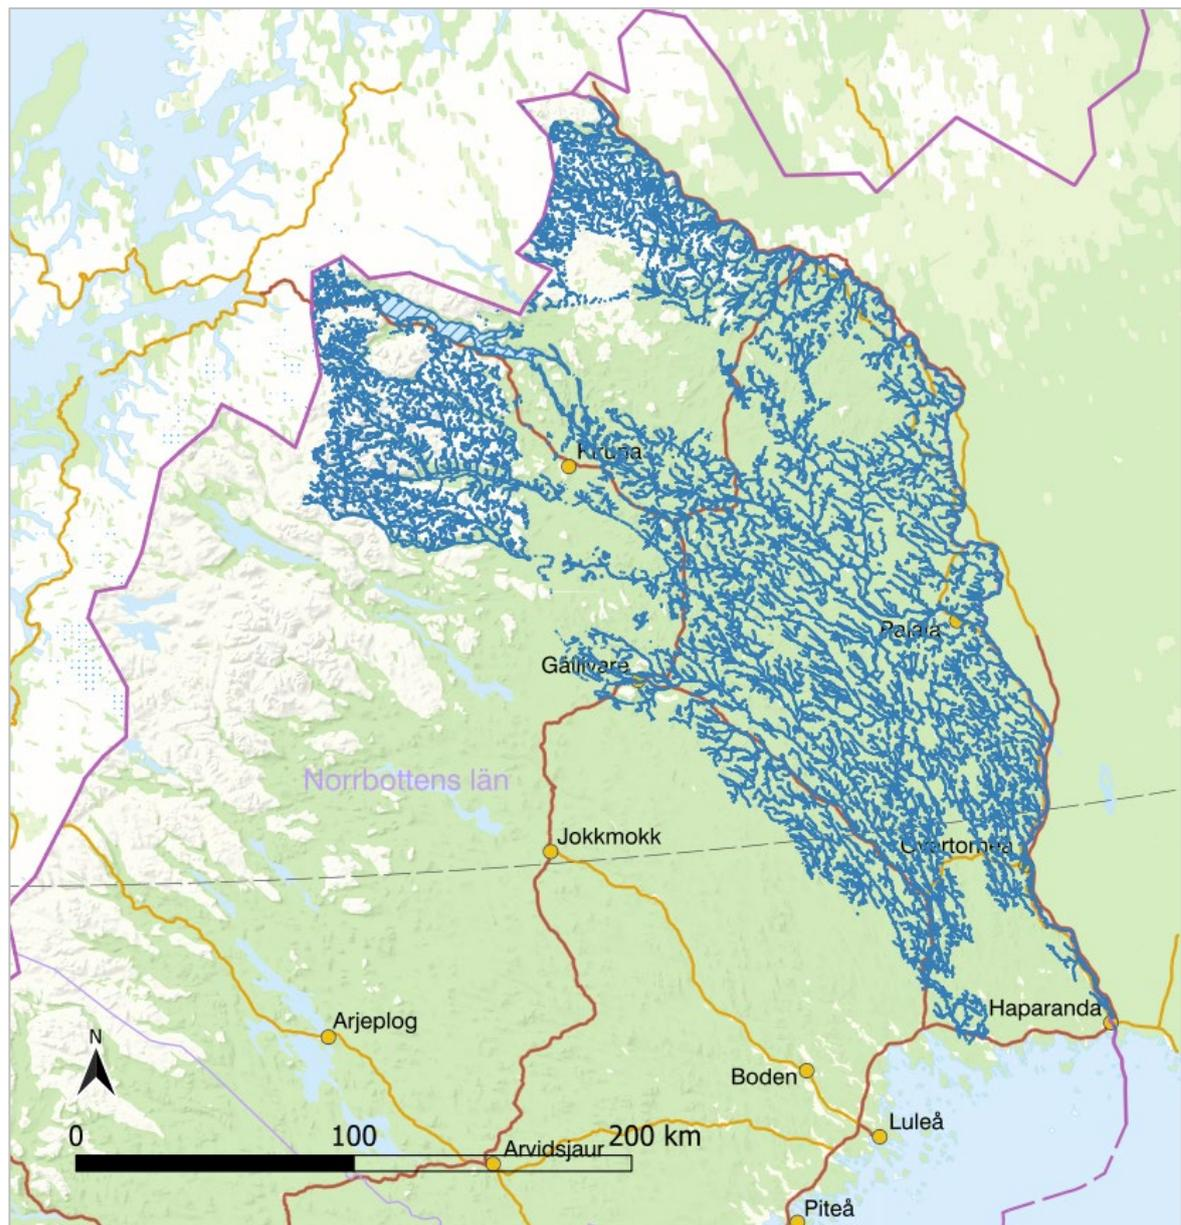 Kiruna
Pajala
Gällivare
Norrbottens län
Jokkmokk
Övertorneå
Haparanda
Arjeplog
N
Boden
Luleå
0 100 200 km
Arvidsjaur
Piteå